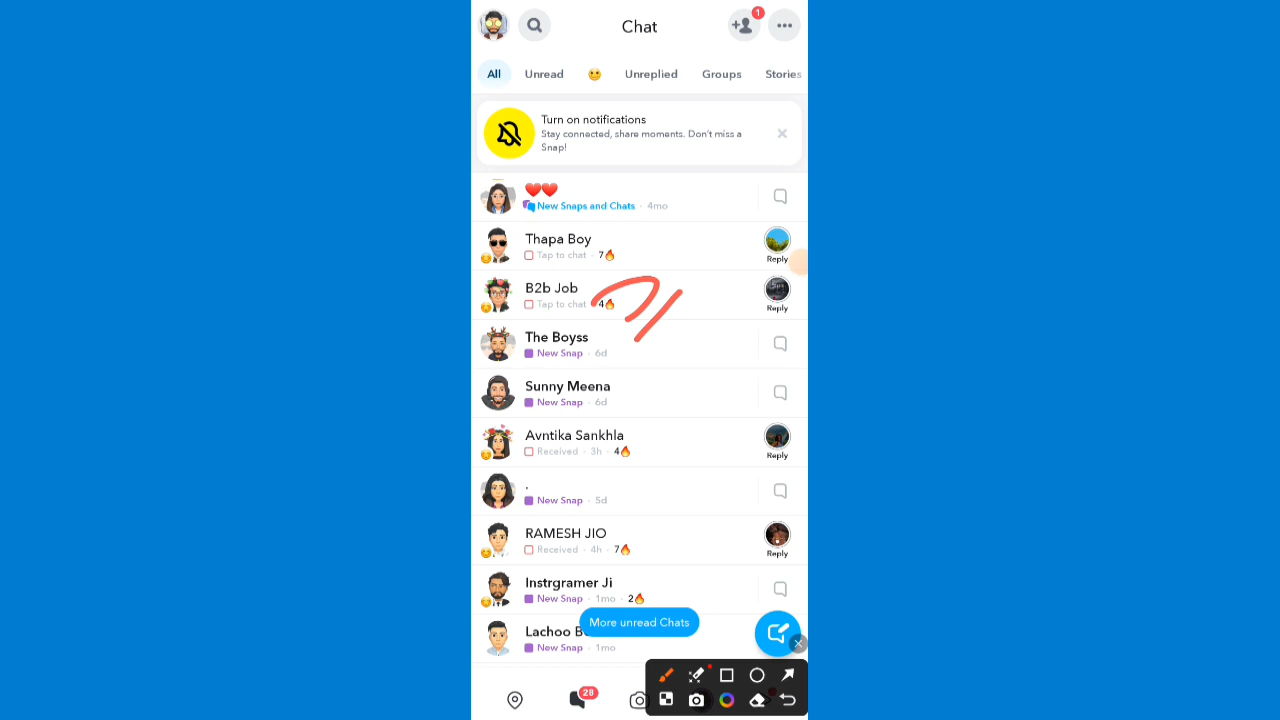 Chat
1
All Unread Unreplied Groups Stories
Turn on notifications
Stay connected, share moments. Don't miss a
Snap!
New Snaps and Chats · 4mo
Thapa Boy
Tap to chat · 7
Reply
B2b Job
Tap to chat 4
Reply
The Boyss
New Snap · 6d
Sunny Meena
New Snap · 6d
Avntika Sankhla
Received · 3h · 4
Reply
.
New Snap · 5d
RAMESH JIO
Received · 4h · 7
Reply
Instrgramer Ji
New Snap · 1mo · 2
More unread Chats
Lachoo
New Snap · 1mo
28